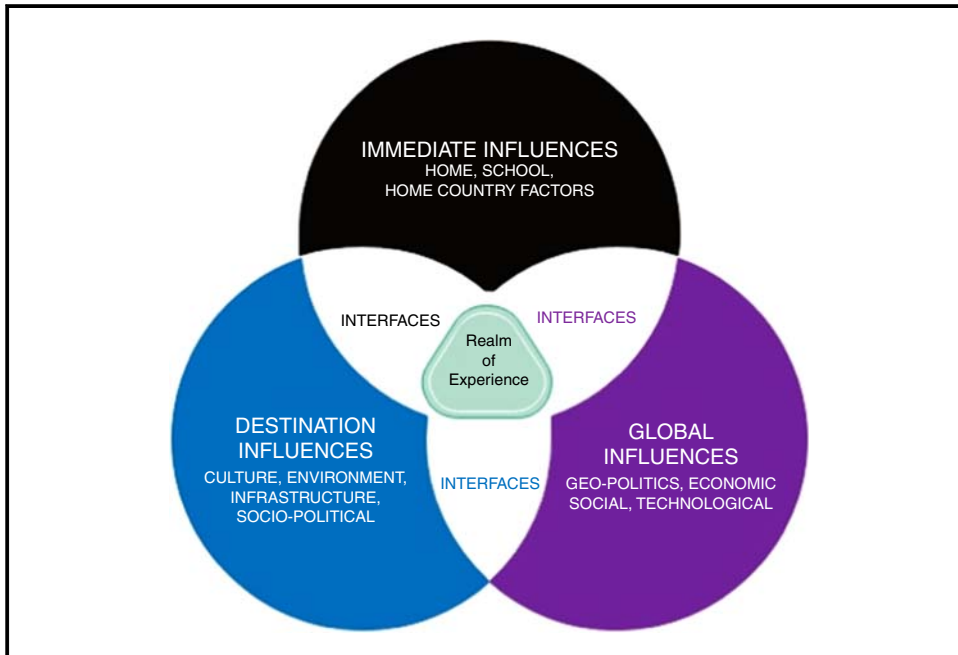 IMMEDIATE INFLUENCES
HOME, SCHOOL,
HOME COUNTRY FACTORS
INTERFACES
INTERFACES
Realm
of
Experience
DESTINATION
INFLUENCES
CULTURE, ENVIRONMENT,
INFRASTRUCTURE,
SOCIO-POLITICAL
INTERFACES
GLOBAL
INFLUENCES
GEO-POLITICS, ECONOMIC
SOCIAL, TECHNOLOGICAL